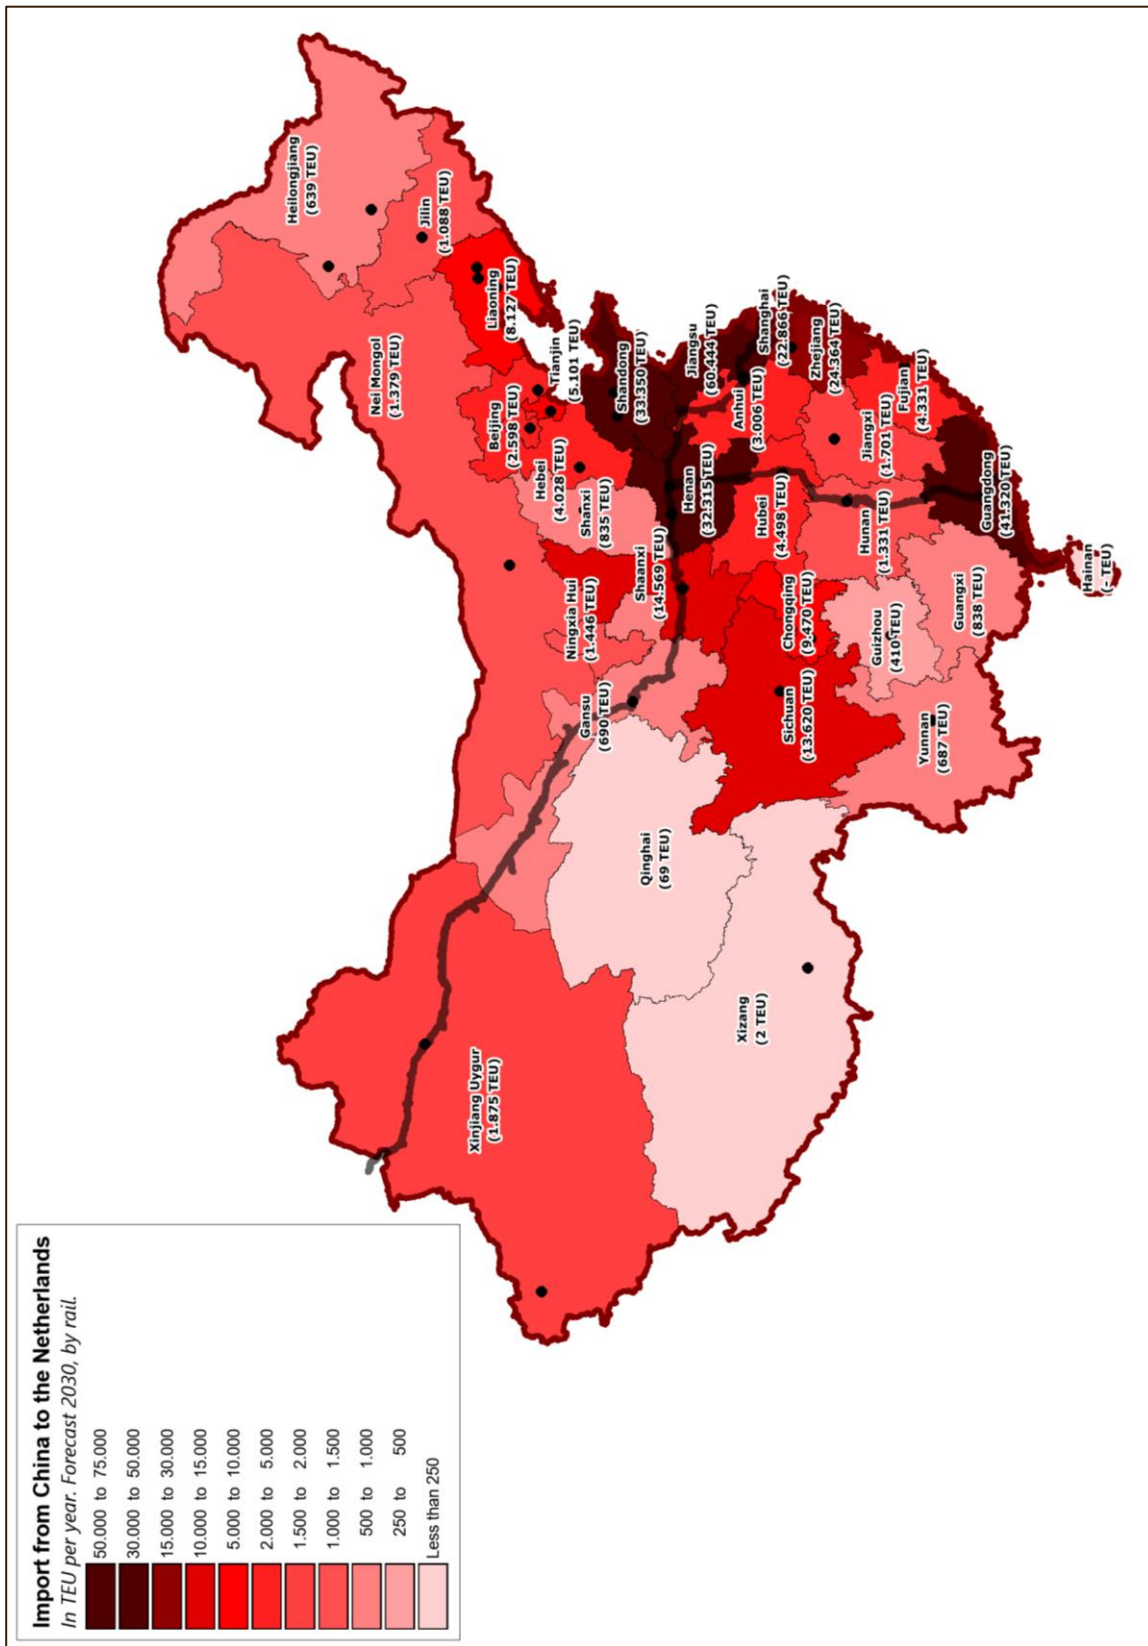 Import from China to the Netherlands
In TEU per year. Forecast 2030, by rail.
50.000 to 75.000
30.000 to 50.000
15.000 to 30.000
10.000 to 15.000
5.000 to 10.000
2.000 to 5.000
1.500 to 2.000
1.000 to 1.500
500 to 1.000
250 to 500
Less than 250
Heilongjiang
(639 TEU)
Jilin
(1.088 TEU)
Nei Mongol
(1.379 TEU)
Liaoning
(8.127 TEU)
Beijing
(2.598 TEU)
Tianjin
(5.101 TEU)
Hebei
(4.028 TEU)
Shanxi
(835 TEU)
Shandong
(33.350 TEU)
Ningxia Hui
(1.446 TEU)
Shaanxi
(14.569 TEU)
Gansu
(690 TEU)
Xinjiang Uygur
(1.875 TEU)
Qinghai
(69 TEU)
Xizang
(2 TEU)
Henan
(32.315 TEU)
Jiangsu
(60.444 TEU)
Anhui
(3.006 TEU)
Shanghai
(22.866 TEU)
Zhejiang
(24.364 TEU)
Hubei
(4.498 TEU)
Chongqing
(9.470 TEU)
Sichuan
(13.620 TEU)
Jiangxi
(1.701 TEU)
Fujian
(4.331 TEU)
Hunan
(1.331 TEU)
Guizhou
(410 TEU)
Yunnan
(687 TEU)
Guangxi
(838 TEU)
Guangdong
(41.320 TEU)
Hainan
(- TEU)